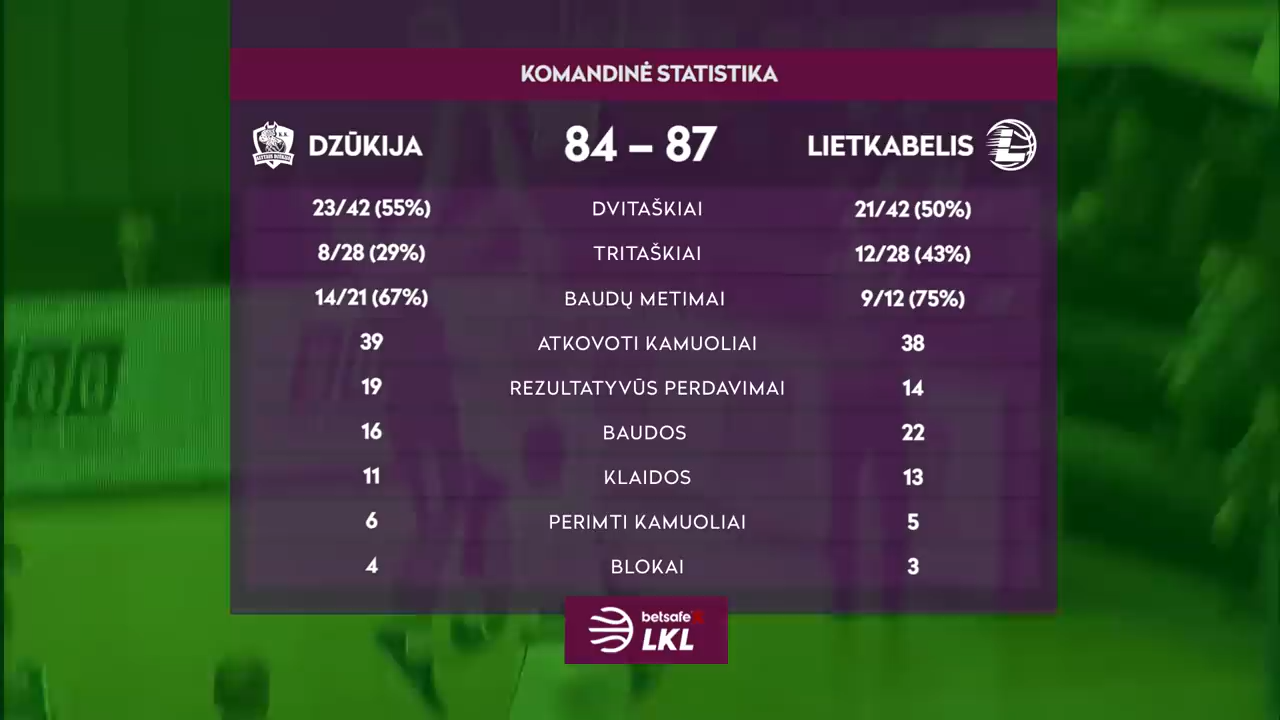 KOMANDINĖ STATISTIKA
DZŪKIJA 84 – 87 LIETKABELIS
23/42 (55%) DVITAŠKIAI 21/42 (50%)
8/28 (29%) TRITAŠKIAI 12/28 (43%)
14/21 (67%) BAUDŲ METIMAI 9/12 (75%)
39 ATKOVOTI KAMUOLIAI 38
19 REZULTATYVŪS PERDAVIMAI 14
16 BAUDOS 22
11 KLAIDOS 13
6 PERIMTI KAMUOLIAI 5
4 BLOKAI 3
betsafe
LKL